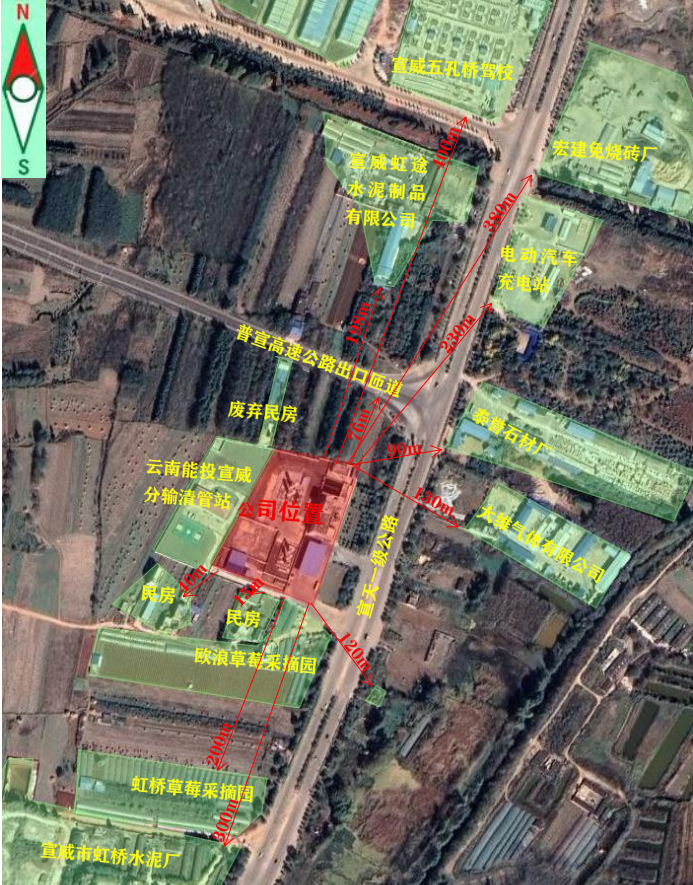 N
S
宣威五孔桥驾校
100m
宏建免烧砖厂
宣威虹途
水泥制品
有限公司
380m
电动汽车
充电站
230m
108m
普宣高速公路出口匝道
76m
废弃民房
泰誉石材厂
90m
云南能投宣威
分输清管站
公司位置
130m
气体有限公司
宣天一级公路
民房
15m
民房
欧浪草莓采摘园
120m
200m
虹桥草莓采摘园
300m
宣威市虹桥水泥厂